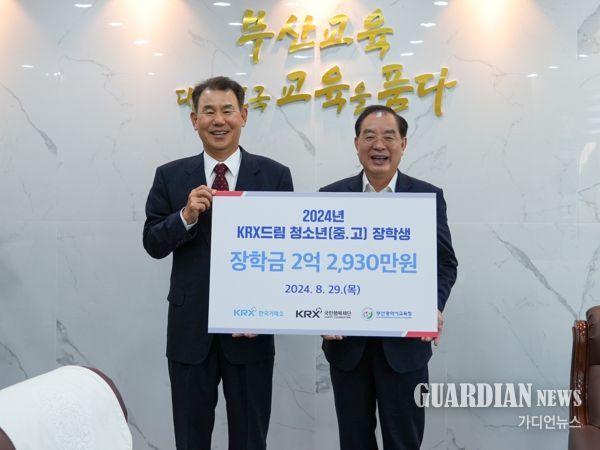 부산교육
대 국 교육을 품다
2024년
KRX드림 청소년(중.고) 장학생
장학금 2억 2,930만원
2024. 8. 29.(목)
KRX 한국거래소 KRX 국민행복재단 부산광역시교육청
GUARDIAN NEWS
가디언뉴스